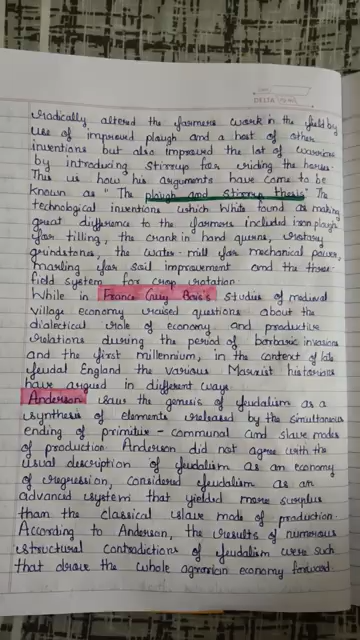 DELTA
radically altered the farmers work in the field by
use of improved plough and a host of other
inventions but also improved the lot of warriors
by introducing stirrup for riding the horse.
This is how his arguments have come to be
known as " The plough and stirrup thesis" The
technological inventions which White found as making
great difference to the farmers included iron plough
for tilling, the crank in hand querns, rotary
grindstone, the water-mill for mechanical power,
marling for soil improvement and the three
field system for crop rotation.
While in France Guy Bois's studies of medieval
village economy raised questions about the
dialectical role of economy and productive
relations during the period of barbaric invasions
and the first millennium, in the context of late
feudal England the various Marxist historians
have argued in different ways
Anderson saw the genesis of feudalism as a
synthesis of elements released by the simultaneous
ending of primitive - communal and slave modes
of production. Anderson did not agree with the
usual description of feudalism as an economy
of regression, considered feudalism as an
advanced system that yielded more surplus
than the classical slave mode of production.
According to Anderson, the results of numerous
structural contradictions of feudalism were such
that drove the whole agrarian economy forward.